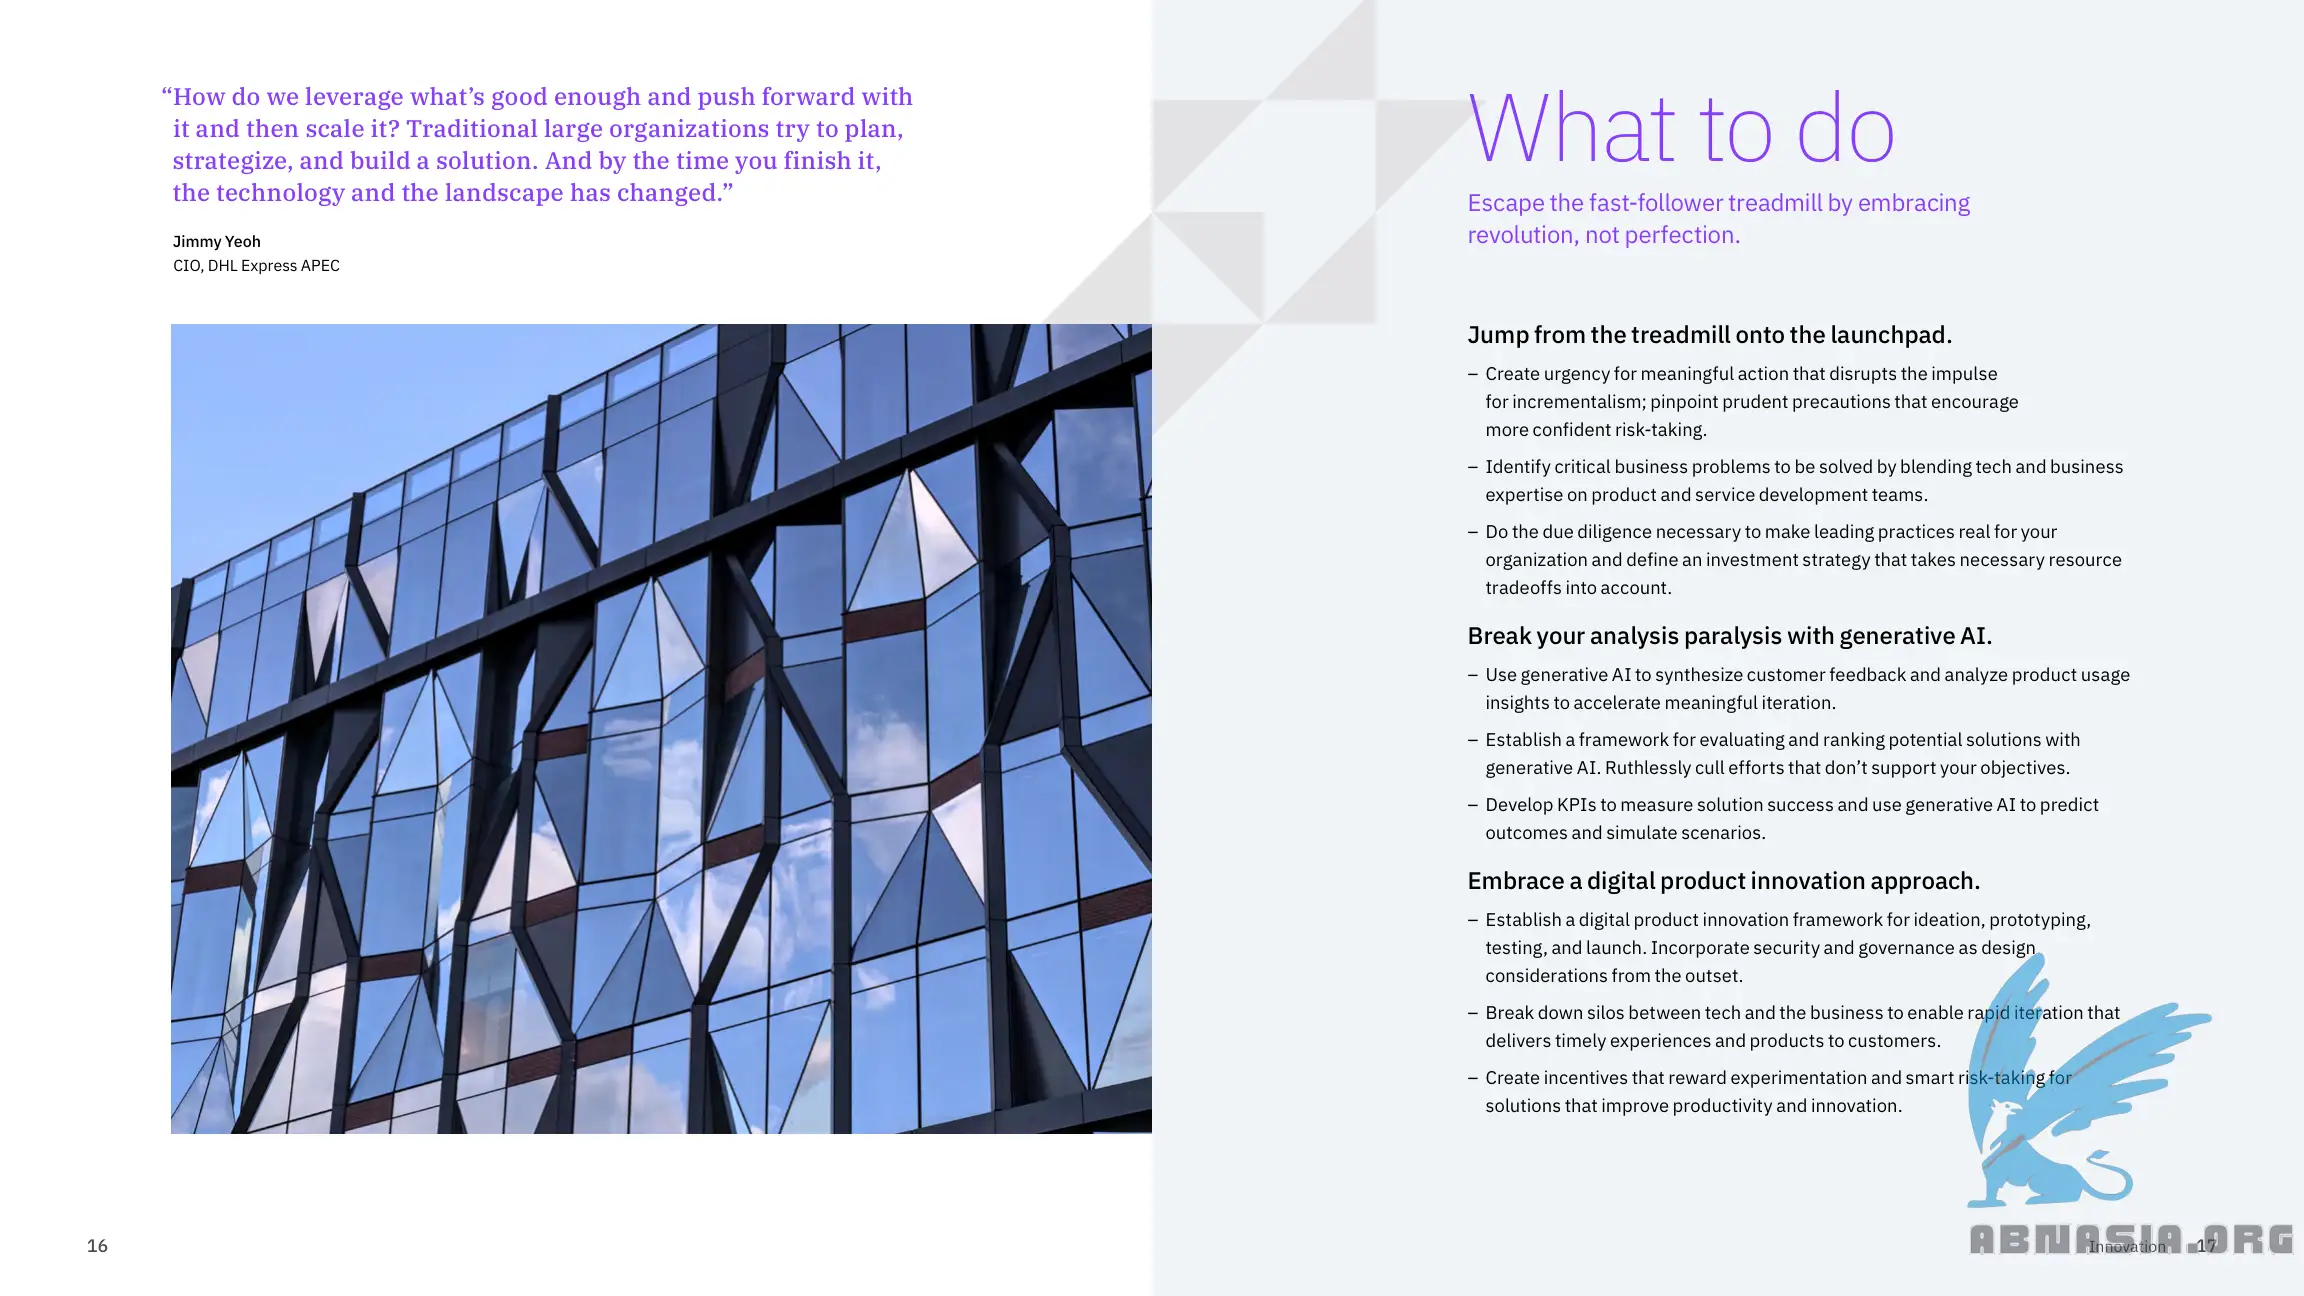 “How do we leverage what’s good enough and push forward with
it and then scale it? Traditional large organizations try to plan,
strategize, and build a solution. And by the time you finish it,
the technology and the landscape has changed.”
Jimmy Yeoh
CIO, DHL Express APEC
16
What to do
Escape the fast-follower treadmill by embracing
revolution, not perfection.
Jump from the treadmill onto the launchpad.
– Create urgency for meaningful action that disrupts the impulse
for incrementalism; pinpoint prudent precautions that encourage
more confident risk-taking.
– Identify critical business problems to be solved by blending tech and business
expertise on product and service development teams.
– Do the due diligence necessary to make leading practices real for your
organization and define an investment strategy that takes necessary resource
tradeoffs into account.
Break your analysis paralysis with generative AI.
– Use generative AI to synthesize customer feedback and analyze product usage
insights to accelerate meaningful iteration.
– Establish a framework for evaluating and ranking potential solutions with
generative AI. Ruthlessly cull efforts that don’t support your objectives.
– Develop KPIs to measure solution success and use generative AI to predict
outcomes and simulate scenarios.
Embrace a digital product innovation approach.
– Establish a digital product innovation framework for ideation, prototyping,
testing, and launch. Incorporate security and governance as design
considerations from the outset.
– Break down silos between tech and the business to enable rapid iteration that
delivers timely experiences and products to customers.
– Create incentives that reward experimentation and smart risk-taking for
solutions that improve productivity and innovation.
Innovation 17
ABNASIA.ORG